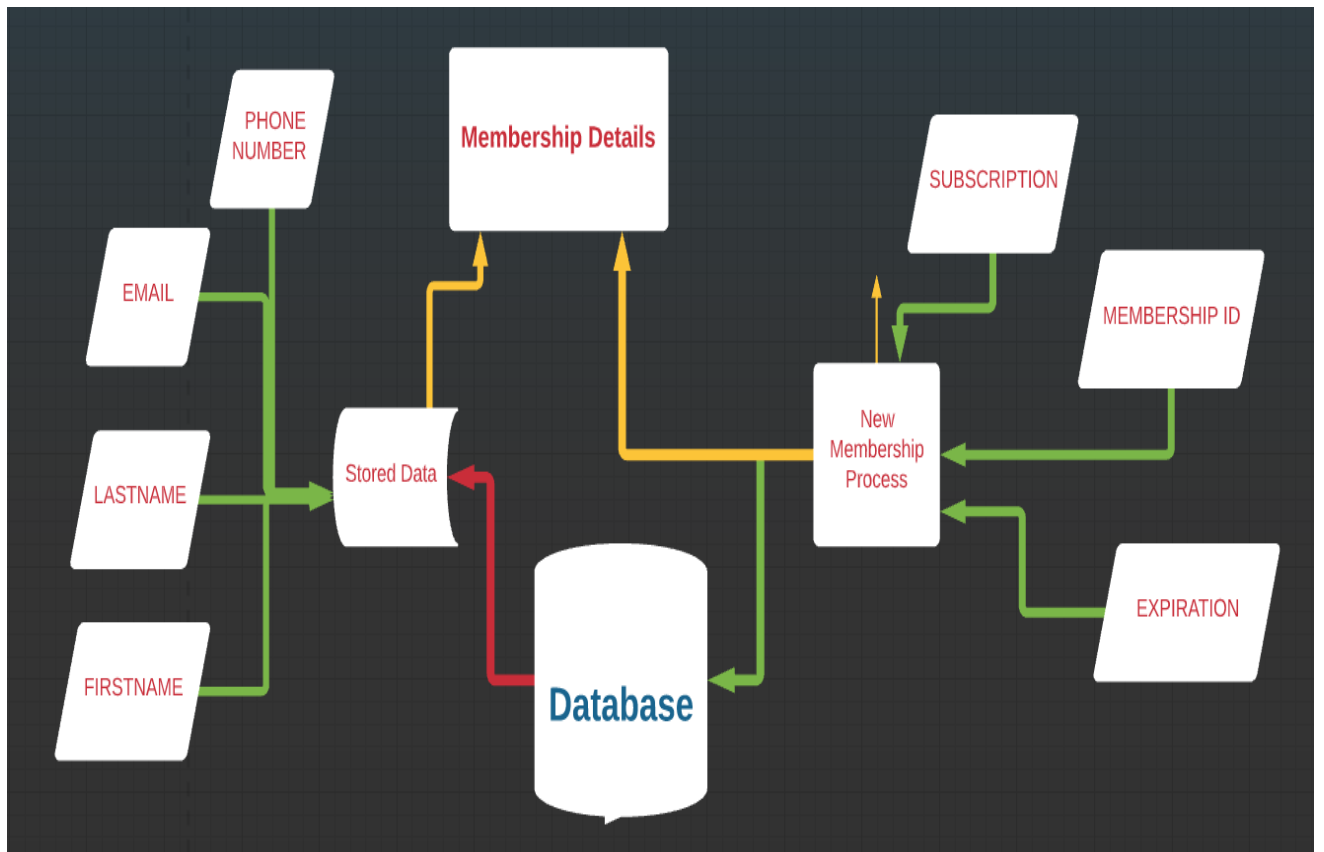 PHONE
NUMBER
Membership Details
SUBSCRIPTION
EMAIL
MEMBERSHIP ID
New
Membership
Process
Stored Data
LASTNAME
EXPIRATION
FIRSTNAME
Database